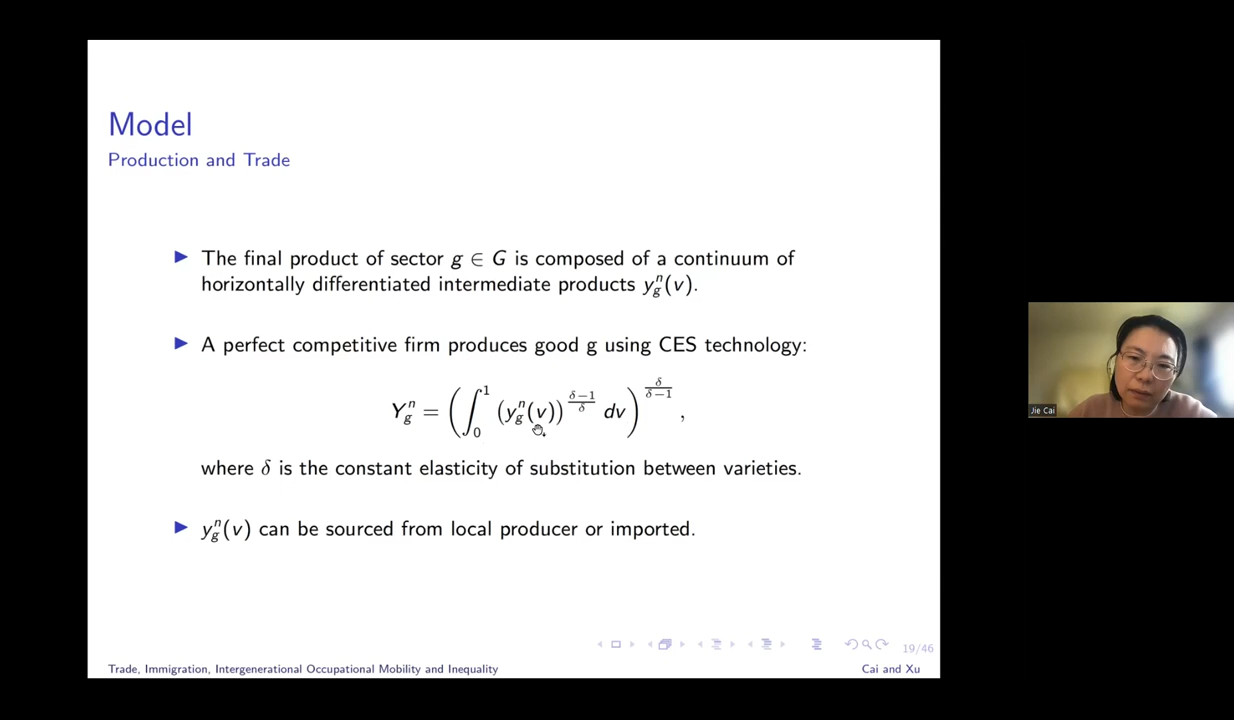 Model
Production and Trade
▶ The final product of sector g ∈ G is composed of a continuum of
horizontally differentiated intermediate products y_g^n(v).
▶ A perfect competitive firm produces good g using CES technology:
Y_g^n = ( ∫_0^1 (y_g^n(v))^{(δ−1)/δ} dv )^{δ/(δ−1)} ,
where δ is the constant elasticity of substitution between varieties.
▶ y_g^n(v) can be sourced from local producer or imported.
19/46
Trade, Immigration, Intergenerational Occupational Mobility and Inequality
Cai and Xu
Jie Cai